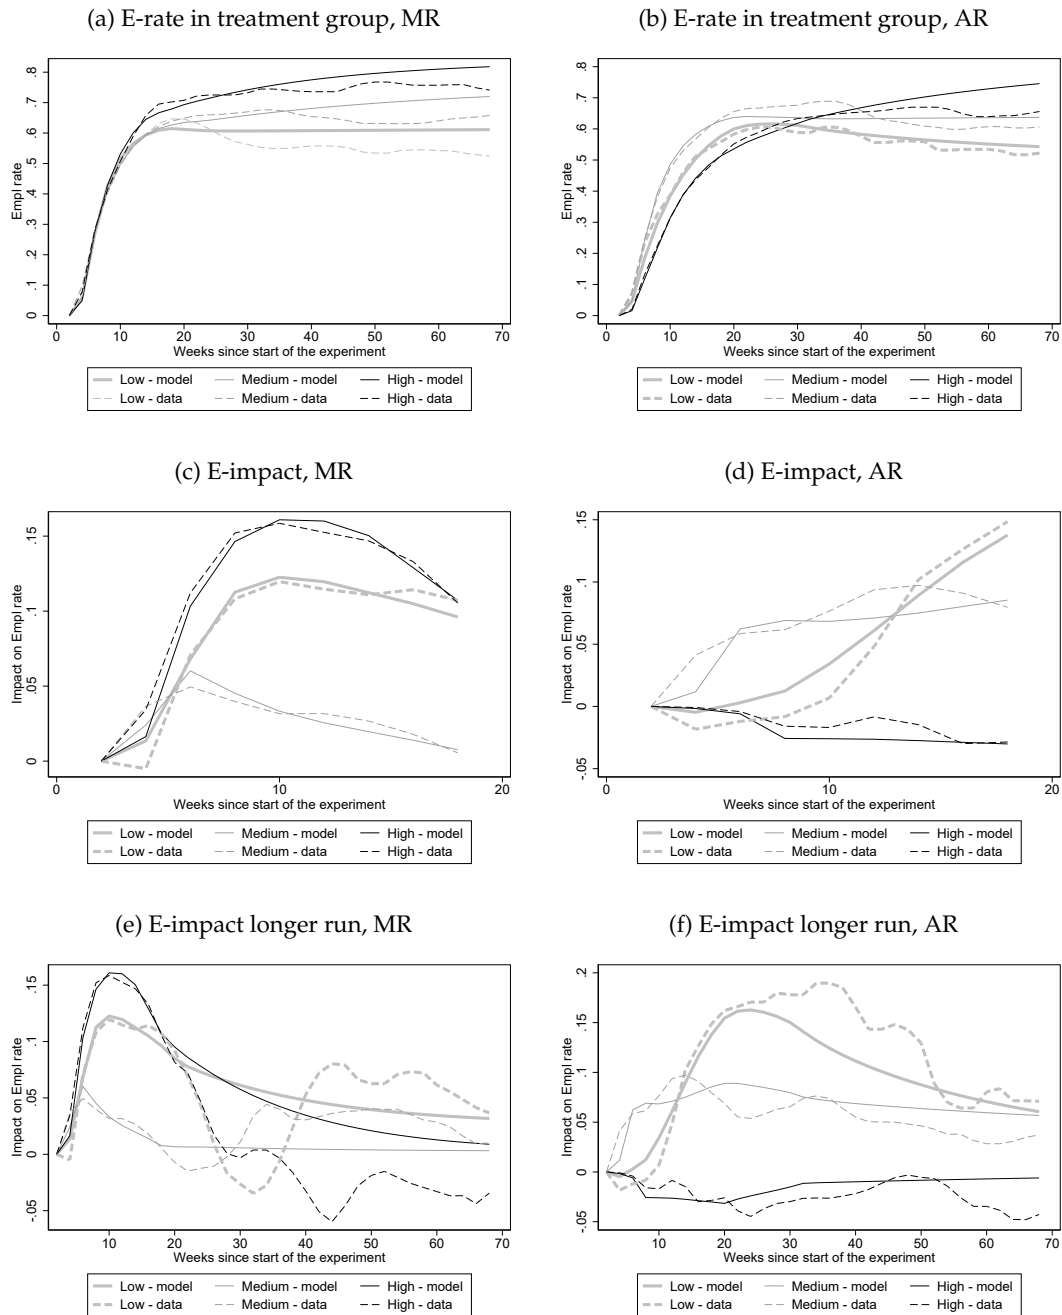 (a) E-rate in treatment group, MR
(b) E-rate in treatment group, AR
Empl rate
0 .1 .2 .3 .4 .5 .6 .7 .8
0 10 20 30 40 50 60 70
Weeks since start of the experiment
Low - model Medium - model High - model
Low - data Medium - data High - data
Empl rate
0 .1 .2 .3 .4 .5 .6 .7 .8
0 10 20 30 40 50 60 70
Weeks since start of the experiment
Low - model Medium - model High - model
Low - data Medium - data High - data
(c) E-impact, MR
(d) E-impact, AR
Impact on Empl rate
0 .05 .1 .15
0 10 20
Weeks since start of the experiment
Low - model Medium - model High - model
Low - data Medium - data High - data
Impact on Empl rate
-.05 0 .05 .1 .15
0 10 20
Weeks since start of the experiment
Low - model Medium - model High - model
Low - data Medium - data High - data
(e) E-impact longer run, MR
(f) E-impact longer run, AR
Impact on Empl rate
-.05 0 .05 .1 .15
10 20 30 40 50 60 70
Weeks since start of the experiment
Low - model Medium - model High - model
Low - data Medium - data High - data
Impact on Empl rate
-.05 0 .05 .1 .15 .2
10 20 30 40 50 60 70
Weeks since start of the experiment
Low - model Medium - model High - model
Low - data Medium - data High - data